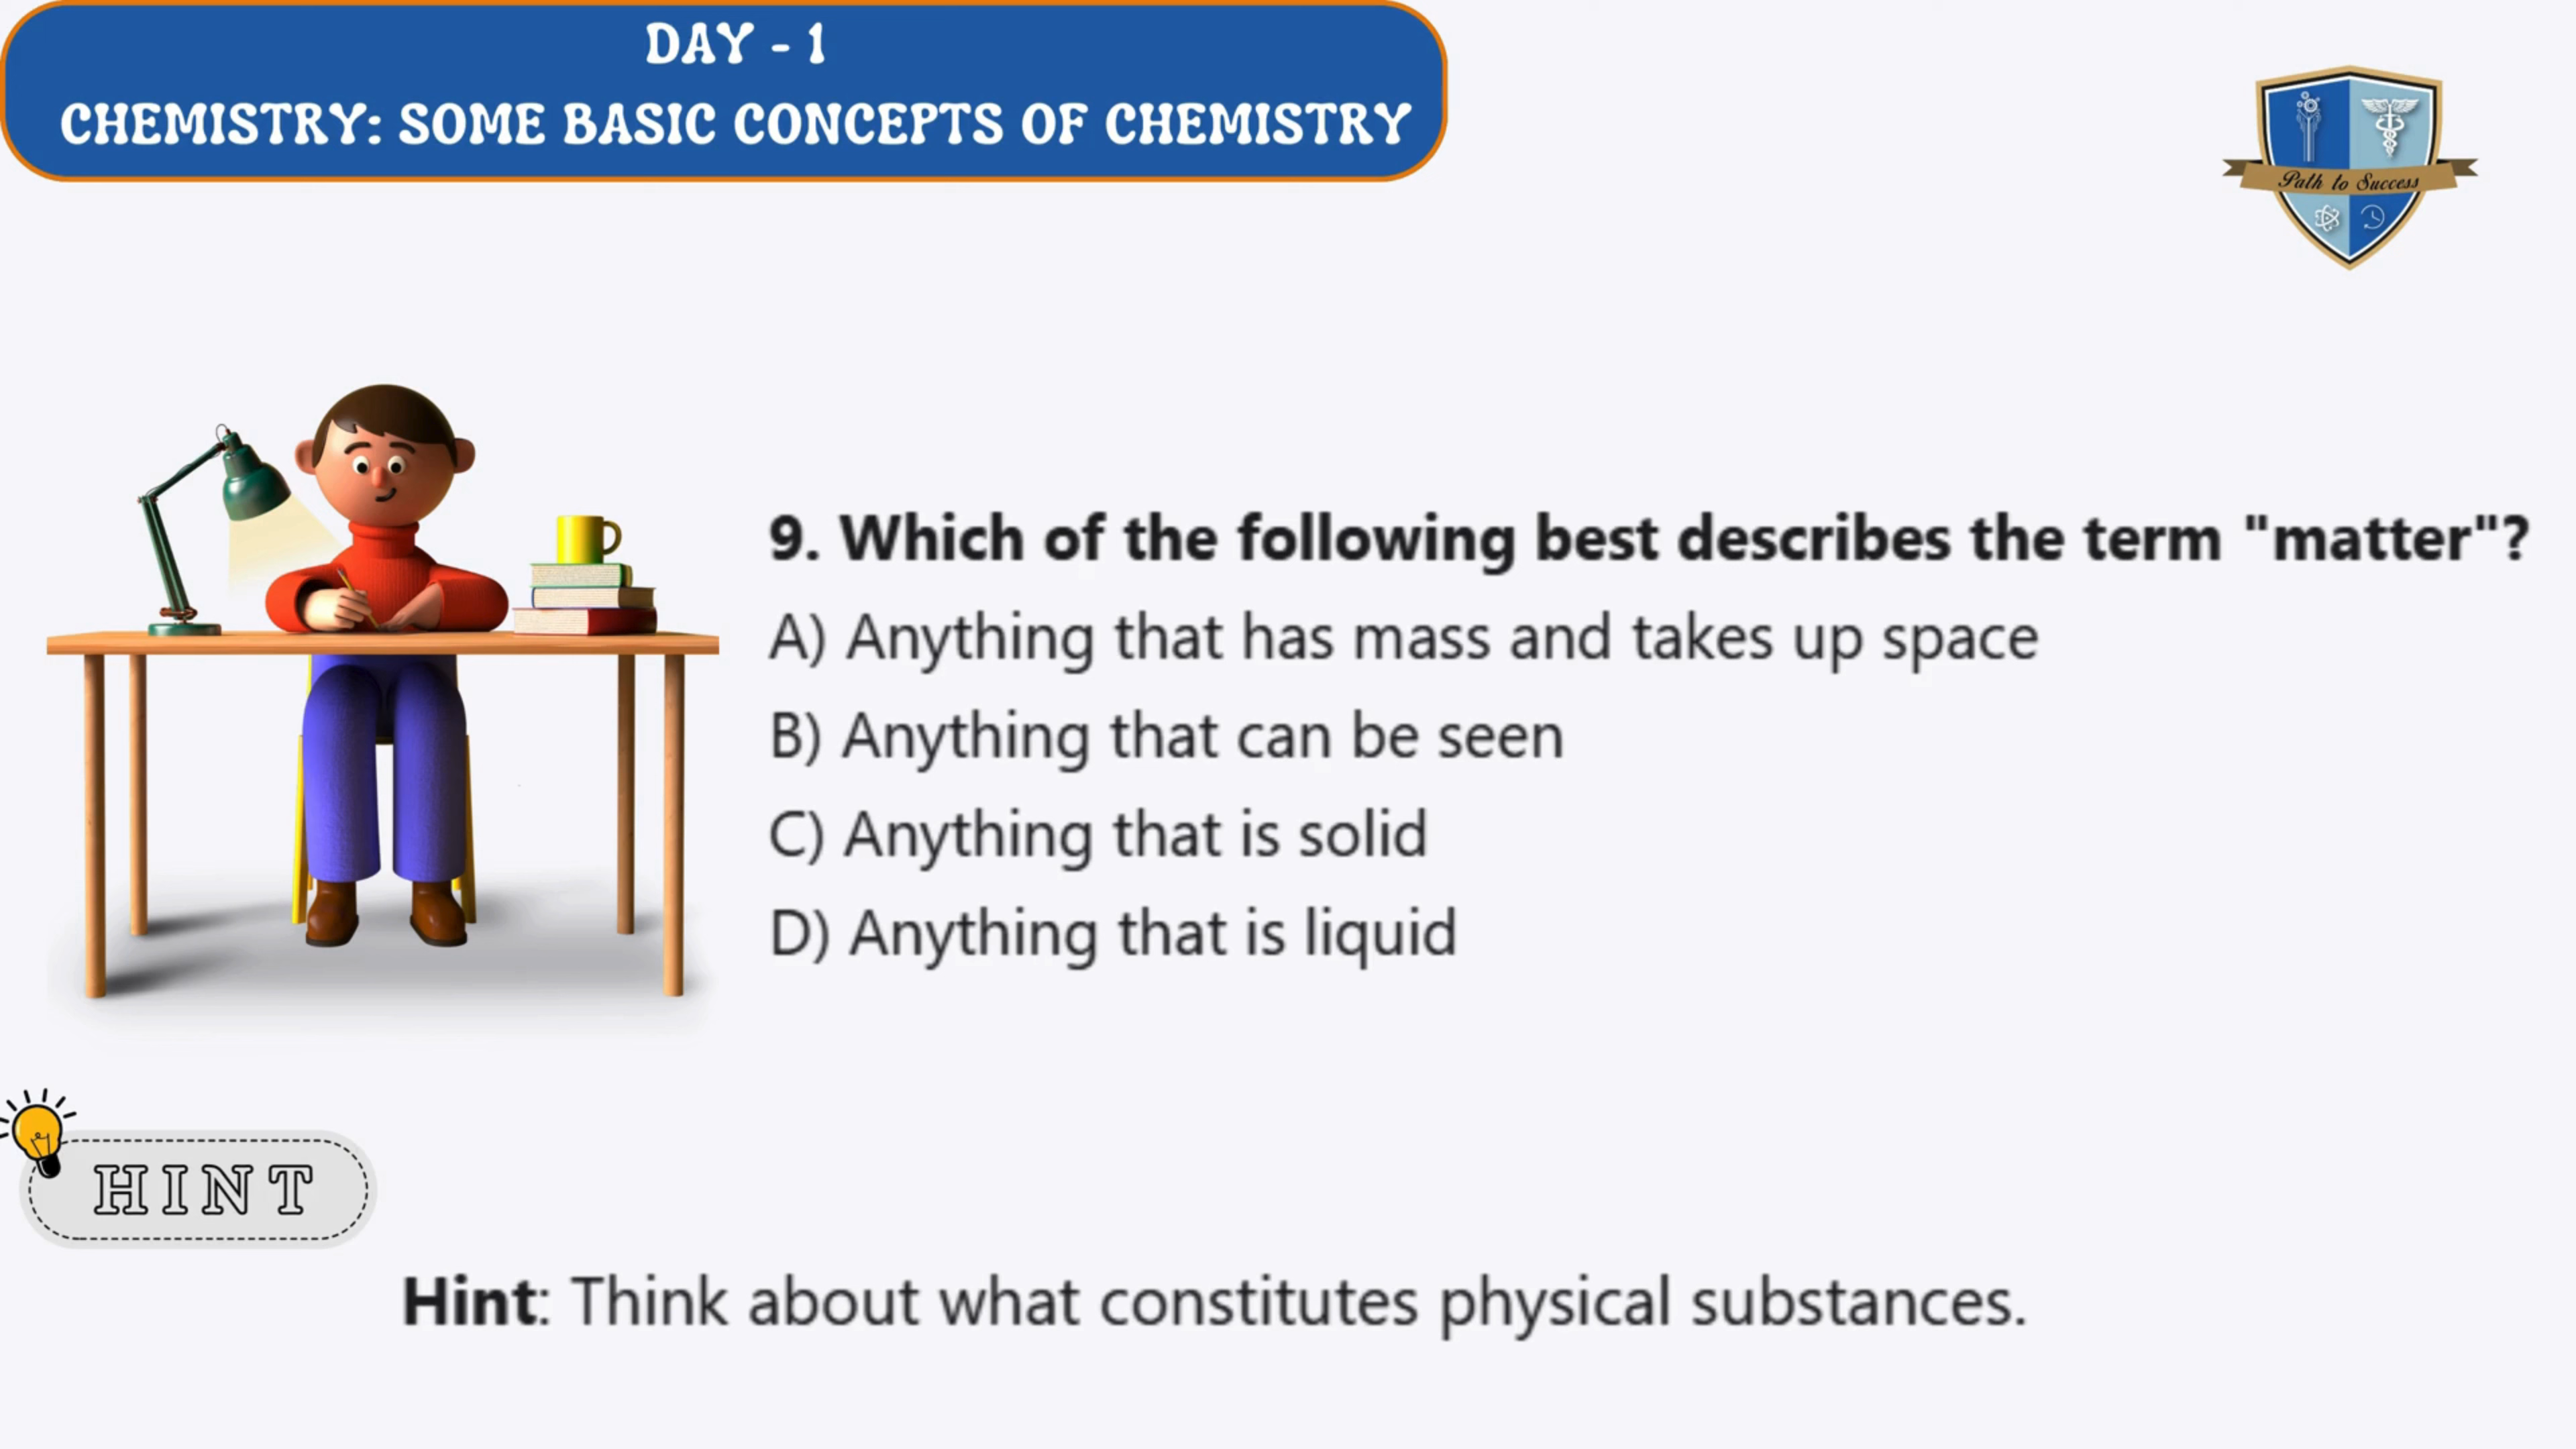 DAY - 1
CHEMISTRY: SOME BASIC CONCEPTS OF CHEMISTRY
Path to Success
9. Which of the following best describes the term "matter"?
A) Anything that has mass and takes up space
B) Anything that can be seen
C) Anything that is solid
D) Anything that is liquid
HINT
Hint: Think about what constitutes physical substances.